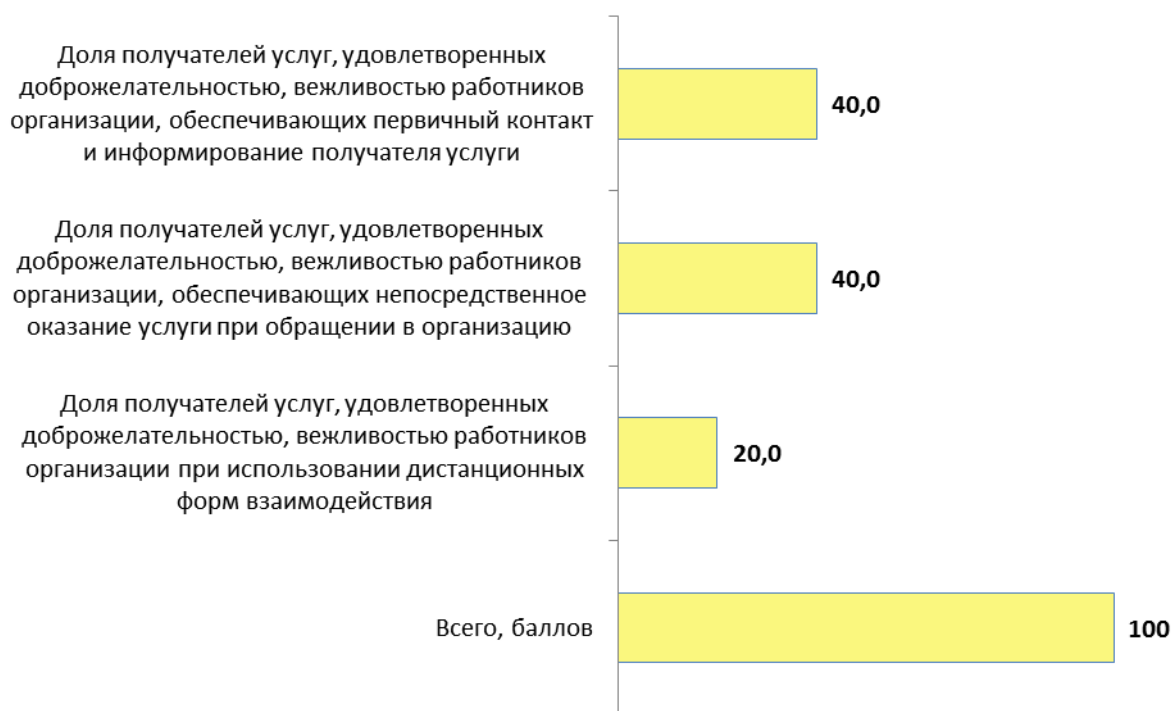 Доля получателей услуг, удовлетворенных
доброжелательностью, вежливостью работников
организации, обеспечивающих первичный контакт
и информирование получателя услуги
40,0
Доля получателей услуг, удовлетворенных
доброжелательностью, вежливостью работников
организации, обеспечивающих непосредственное
оказание услуги при обращении в организацию
40,0
Доля получателей услуг, удовлетворенных
доброжелательностью, вежливостью работников
организации при использовании дистанционных
форм взаимодействия
20,0
Всего, баллов
100